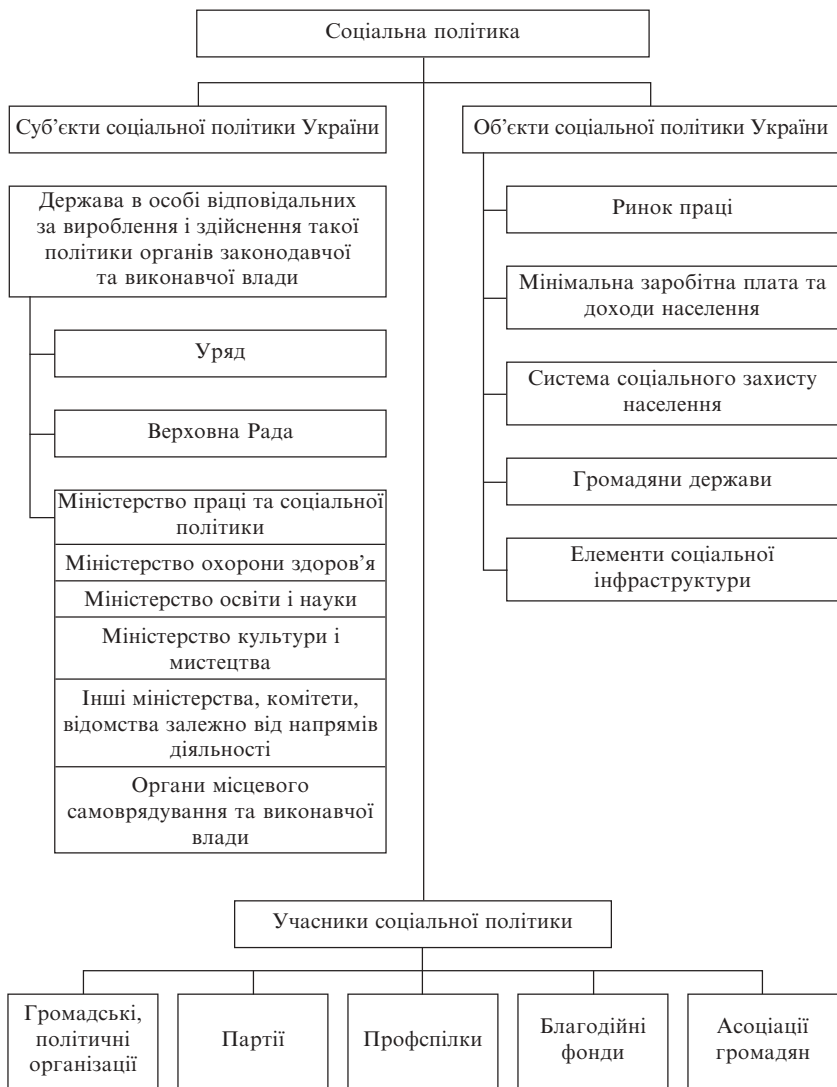 Соціальна політика
Суб’єкти соціальної політики України
Держава в особі відповідальних
за вироблення і здійснення такої
політики органів законодавчої
та виконавчої влади
Уряд
Верховна Рада
Міністерство праці та соціальної
політики
Міністерство охорони здоров’я
Міністерство освіти і науки
Міністерство культури і
мистецтва
Інші міністерства, комітети,
відомства залежно від напрямів
діяльності
Органи місцевого
самоврядування та виконавчої
влади
Об’єкти соціальної політики України
Ринок праці
Мінімальна заробітна плата та
доходи населення
Система соціального захисту
населення
Громадяни держави
Елементи соціальної
інфраструктури
Учасники соціальної політики
Громадські,
політичні
організації
Партії
Профспілки
Благодійні
фонди
Асоціації
громадян